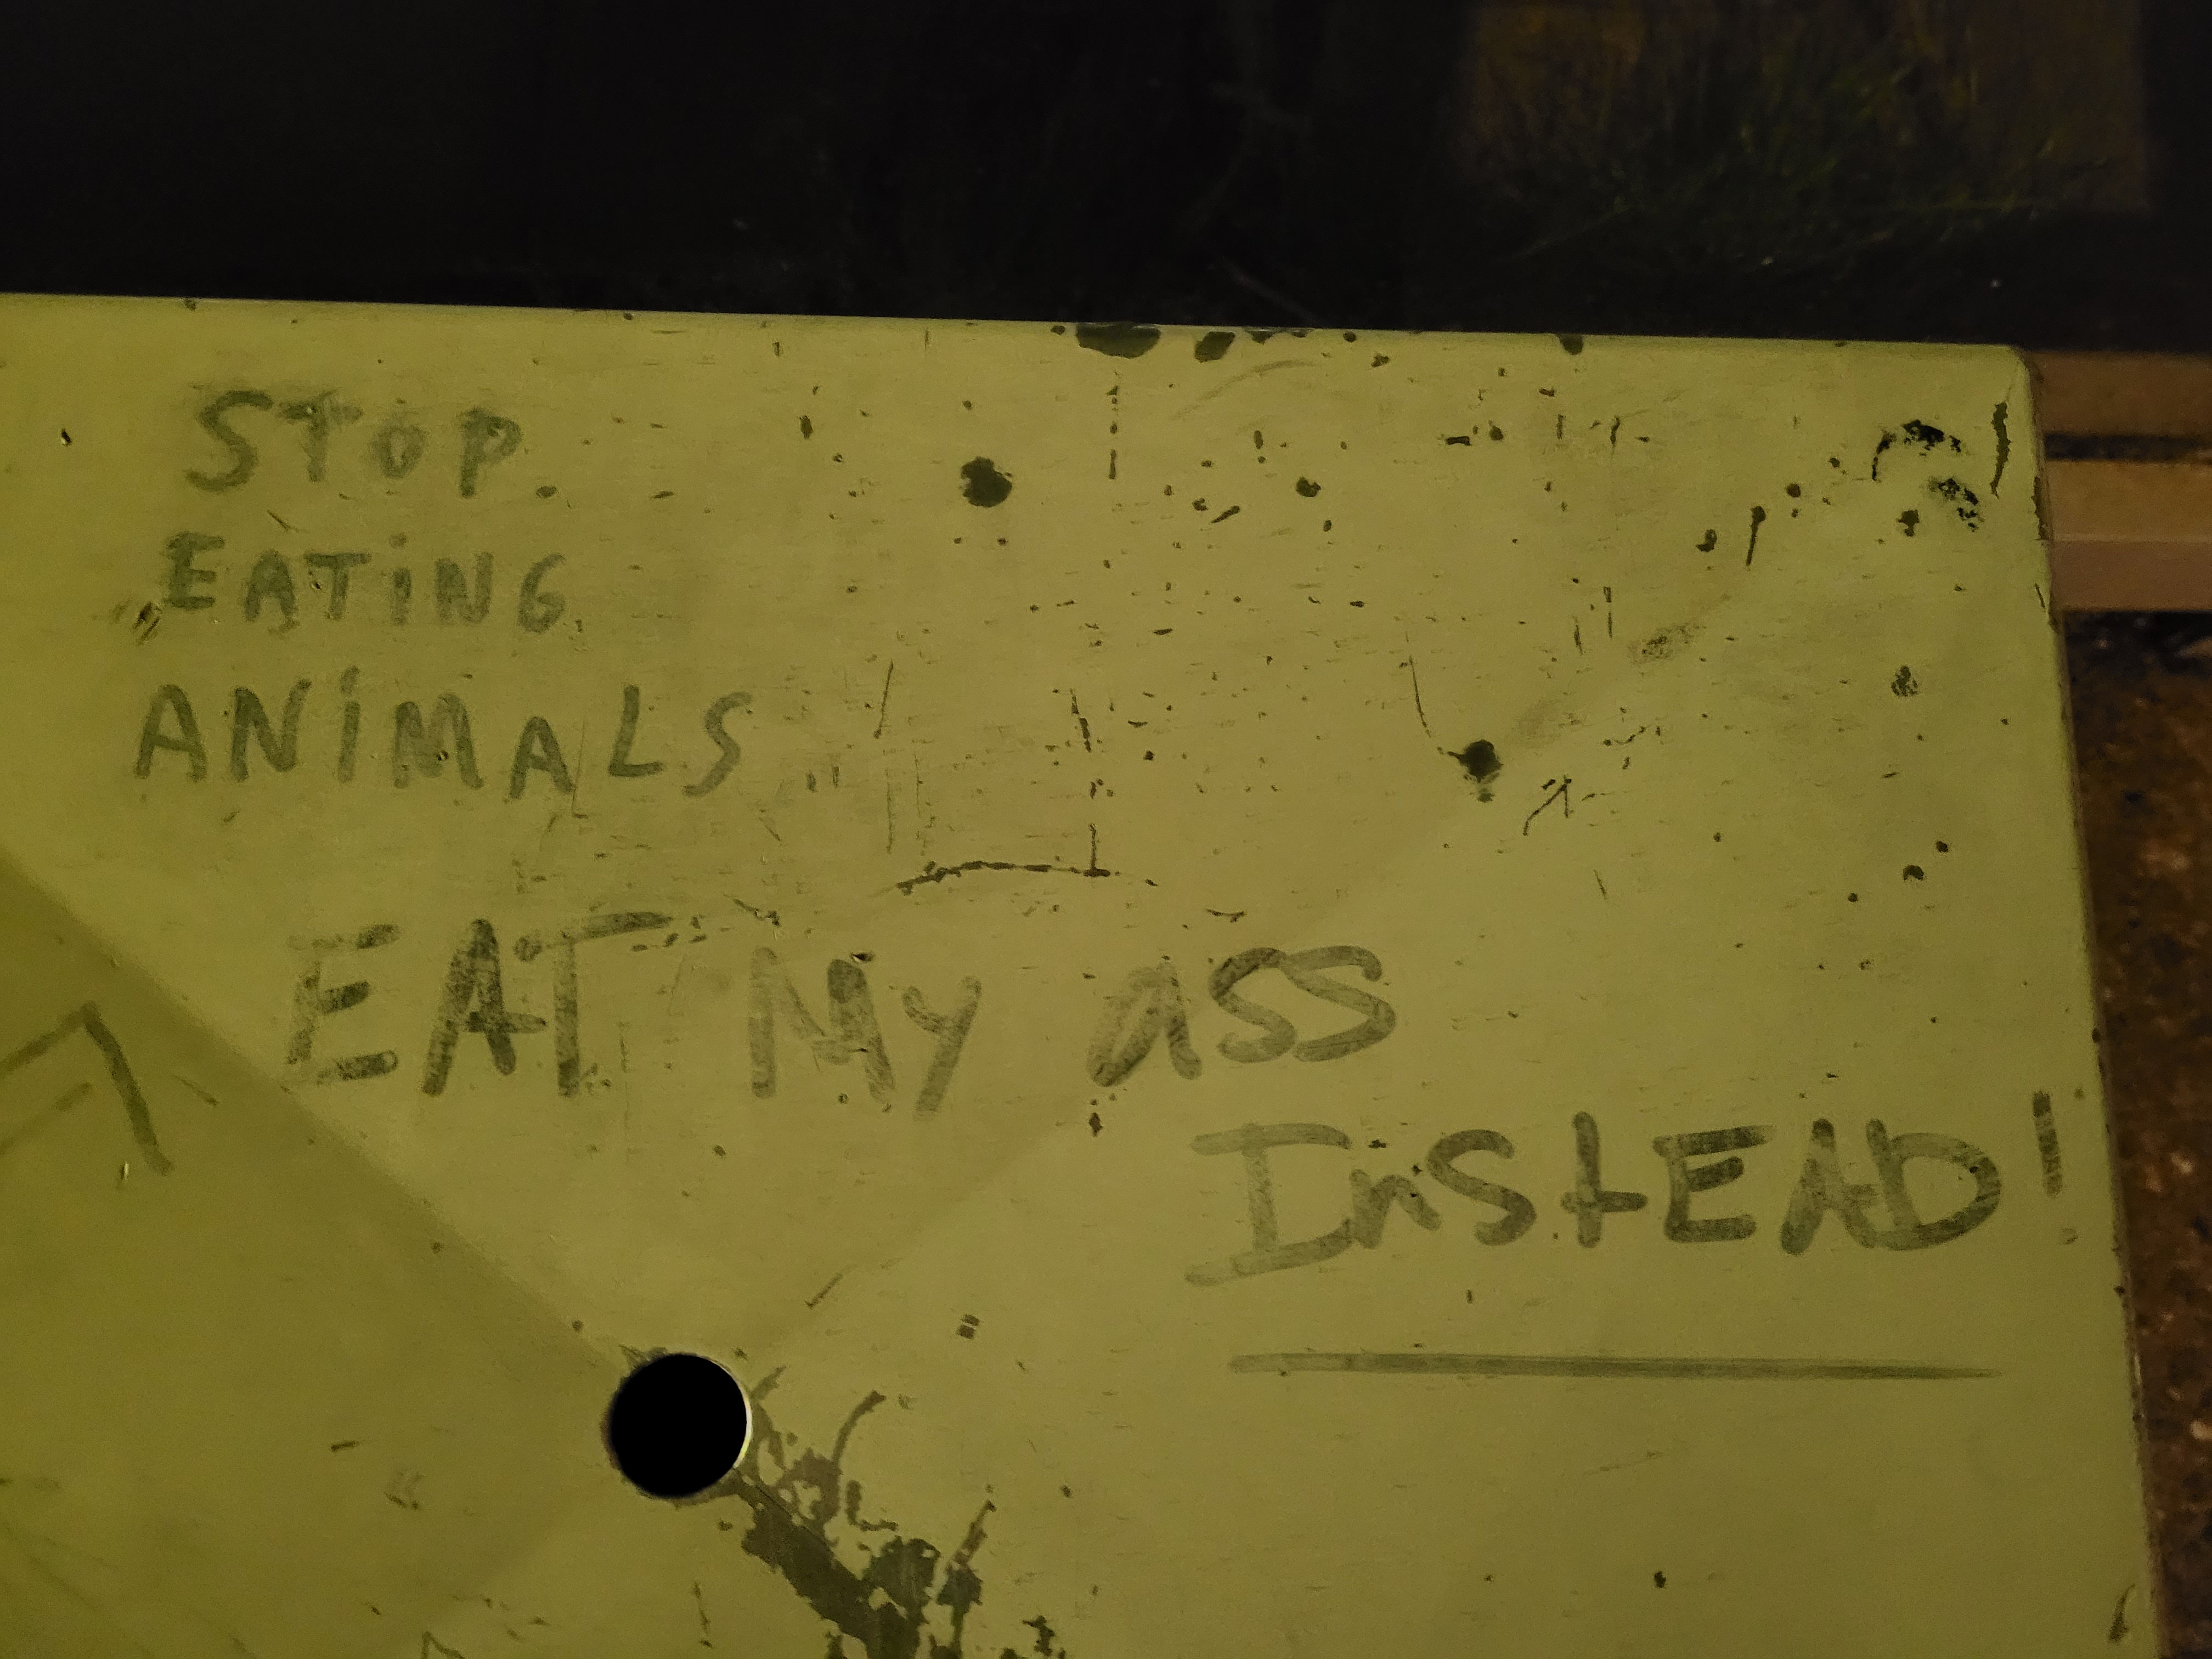 STOP
EATiNG
ANiMALS
EAT My ass
InStEAD!